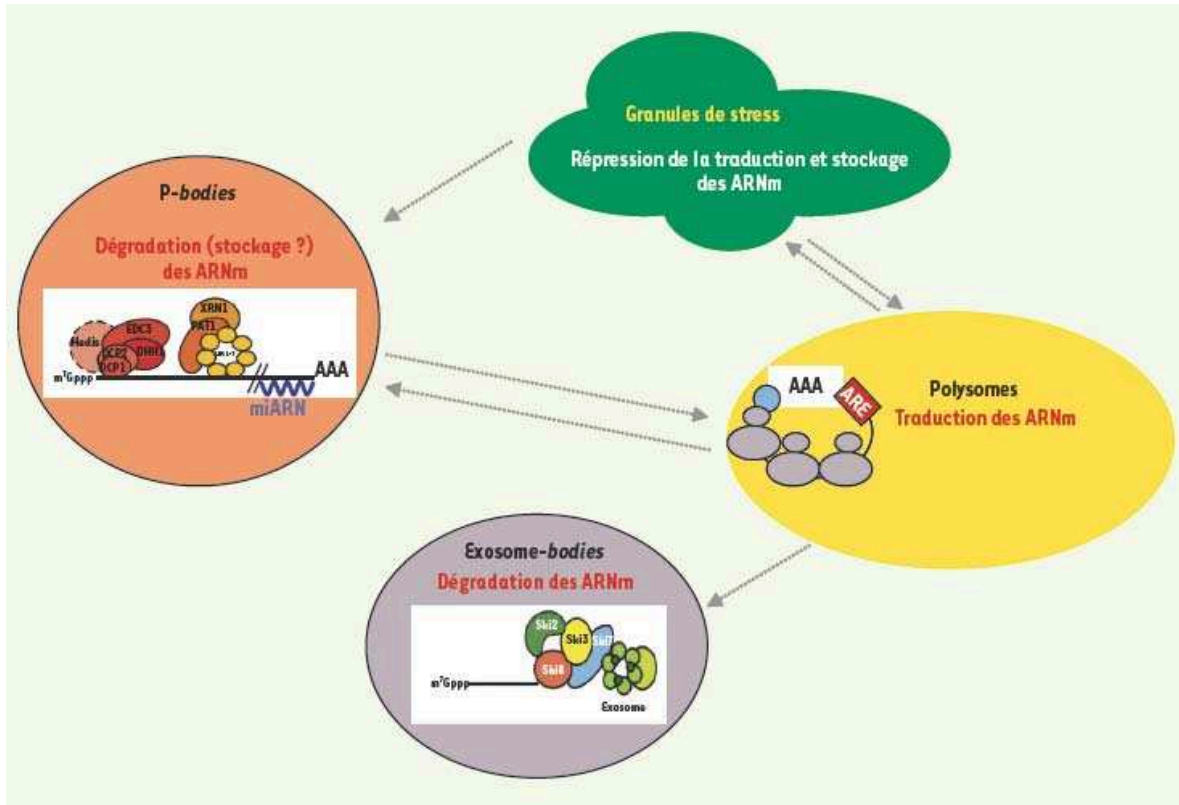 Granules de stress
Répression de la traduction et stockage
des ARNm
P-bodies
Dégradation (stockage ?)
des ARNm
XRN1
PAT1
EDC3
Hedls
DCP2
DHH1
DCP1
m⁷Gppp
AAA
miARN
AAA
ARE
Polysomes
Traduction des ARNm
Exosome-bodies
Dégradation des ARNm
Ski2
Ski3
Ski7
Ski8
m⁷Gppp
Exosome